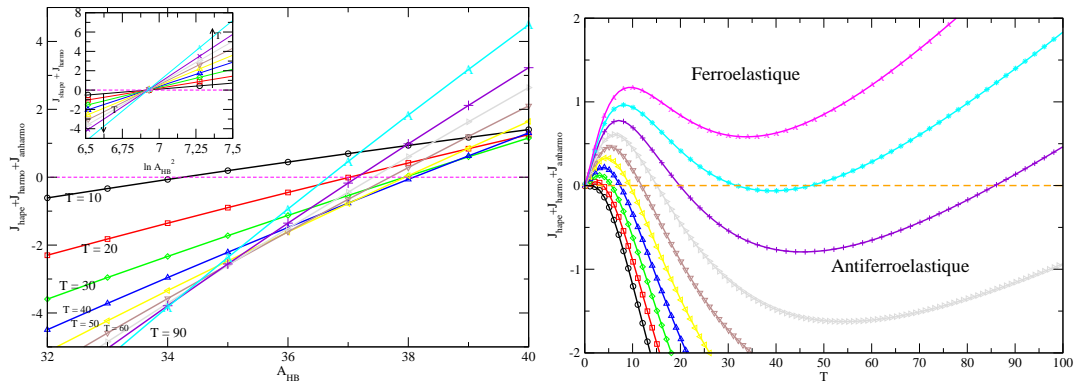 J_shape + J_harmo
8
6
4
2
0
-2
-4
T
T
6,5
6,75
7
7,25
7,5
ln A_HB^2
J_hape+J_harmo+J_anharmo
4
2
0
-2
-4
T = 10
T = 20
T = 30
T = 40
T = 50
T = 60
T = 90
32
34
36
38
40
A_HB
J_hape+J_harmo+J_anharmo
2
1
0
-1
-2
Ferroelastique
Antiferroelastique
0
10
20
30
40
50
60
70
80
90
100
T